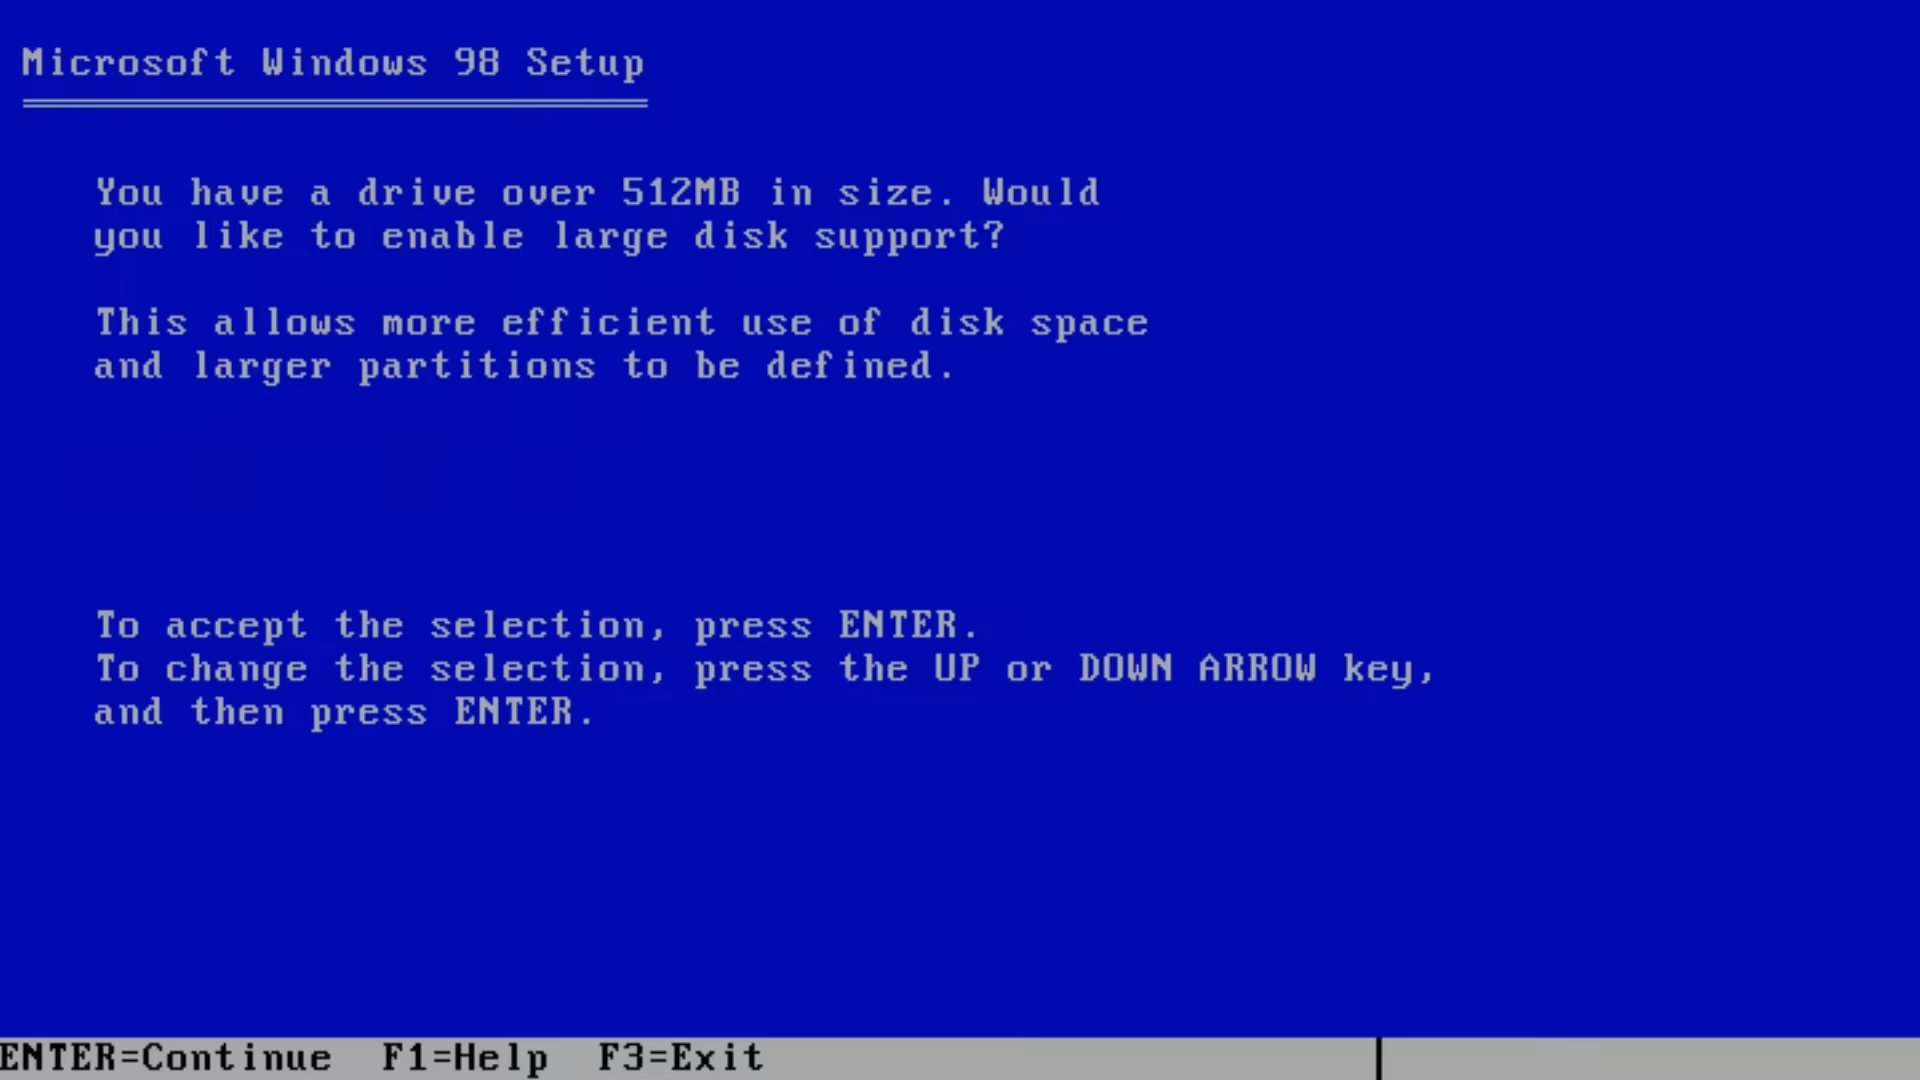 Microsoft Windows 98 Setup
You have a drive over 512MB in size. Would
you like to enable large disk support?
This allows more efficient use of disk space
and larger partitions to be defined.
To accept the selection, press ENTER.
To change the selection, press the UP or DOWN ARROW key,
and then press ENTER.
ENTER=Continue  F1=Help  F3=Exit